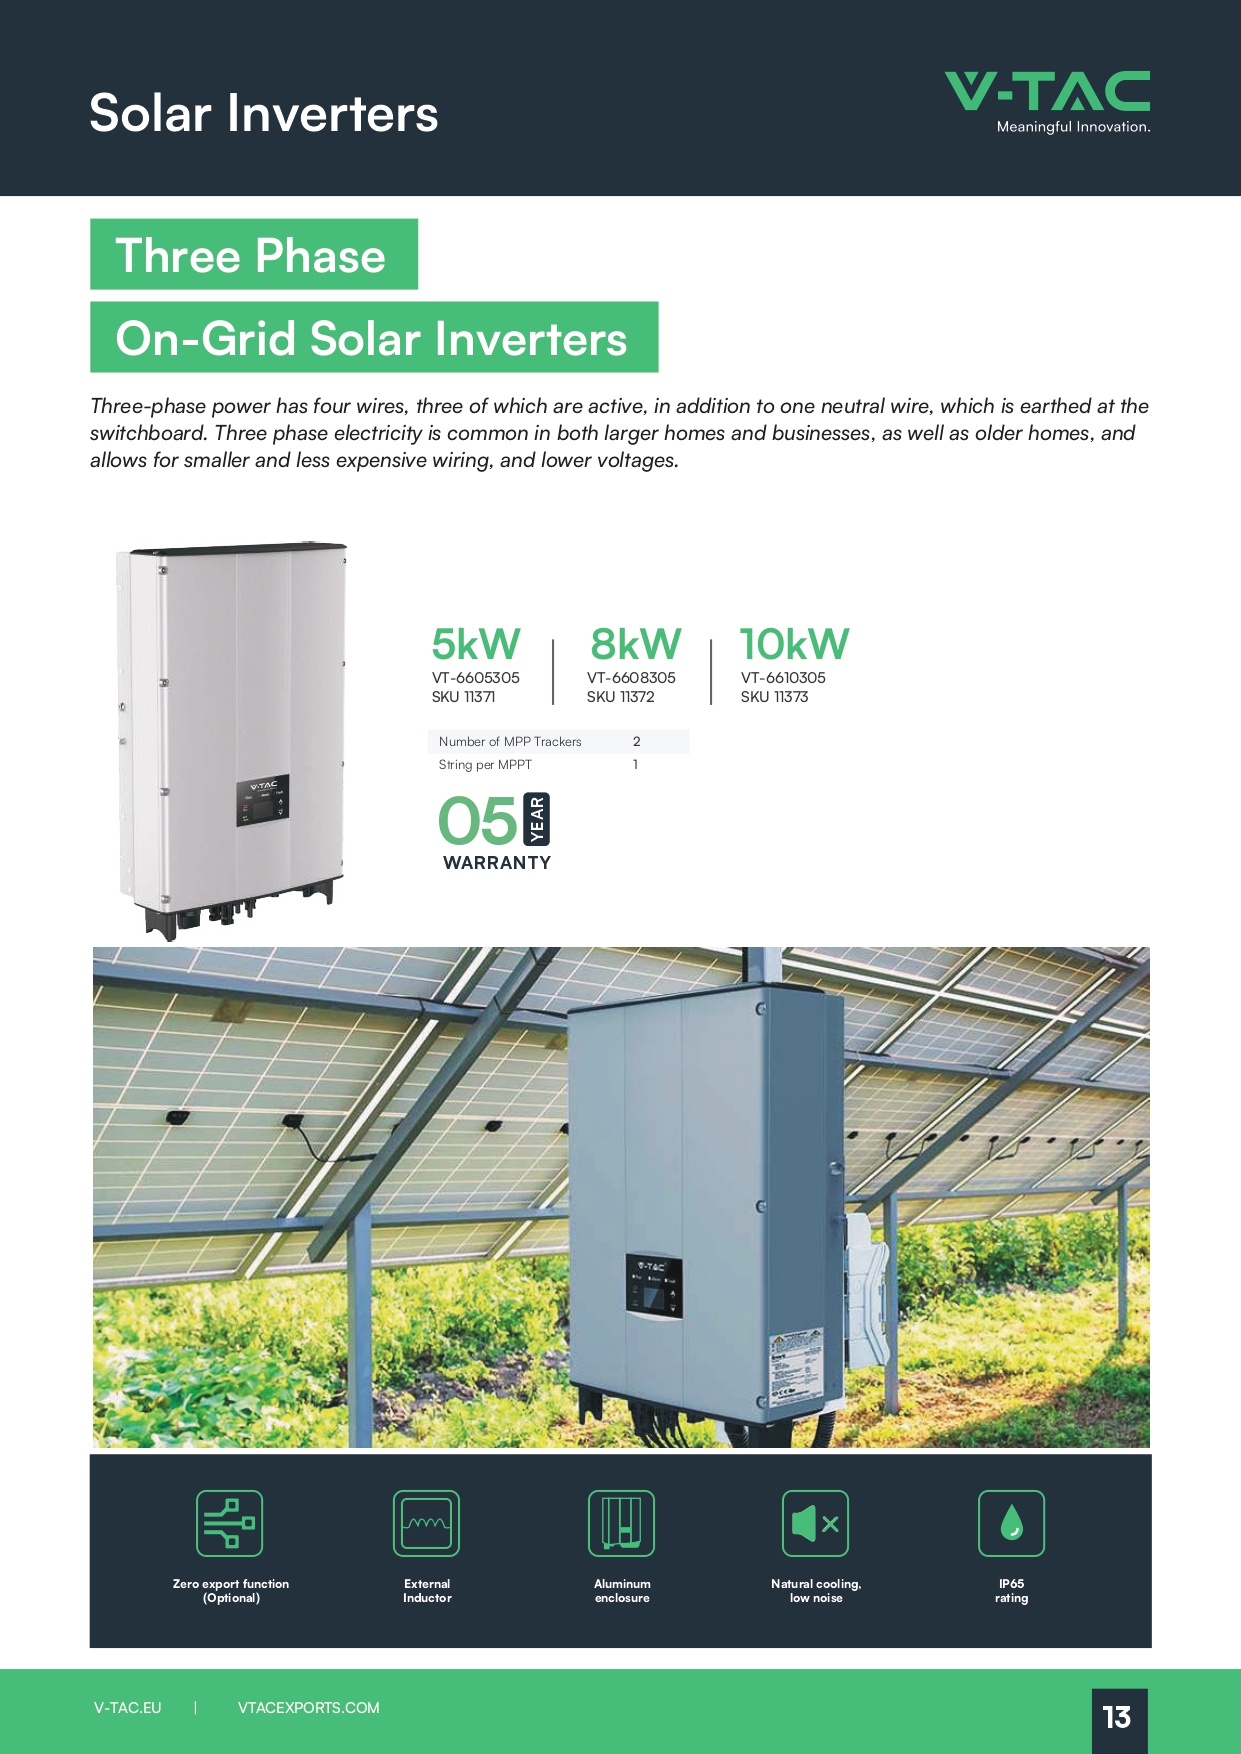 Solar Inverters
V-TAC
Meaningful Innovation.
Three Phase
On-Grid Solar Inverters
Three-phase power has four wires, three of which are active, in addition to one neutral wire, which is earthed at the
switchboard. Three phase electricity is common in both larger homes and businesses, as well as older homes, and
allows for smaller and less expensive wiring, and lower voltages.
5kW
VT-6605305
SKU 11371
8kW
VT-6608305
SKU 11372
10kW
VT-6610305
SKU 11373
Number of MPP Trackers 2
String per MPPT 1
05 YEAR
WARRANTY
V-TAC
V-TAC
Zero export function
(Optional)
External
Inductor
Aluminum
enclosure
Natural cooling,
low noise
IP65
rating
V-TAC.EU | VTACEXPORTS.COM
13